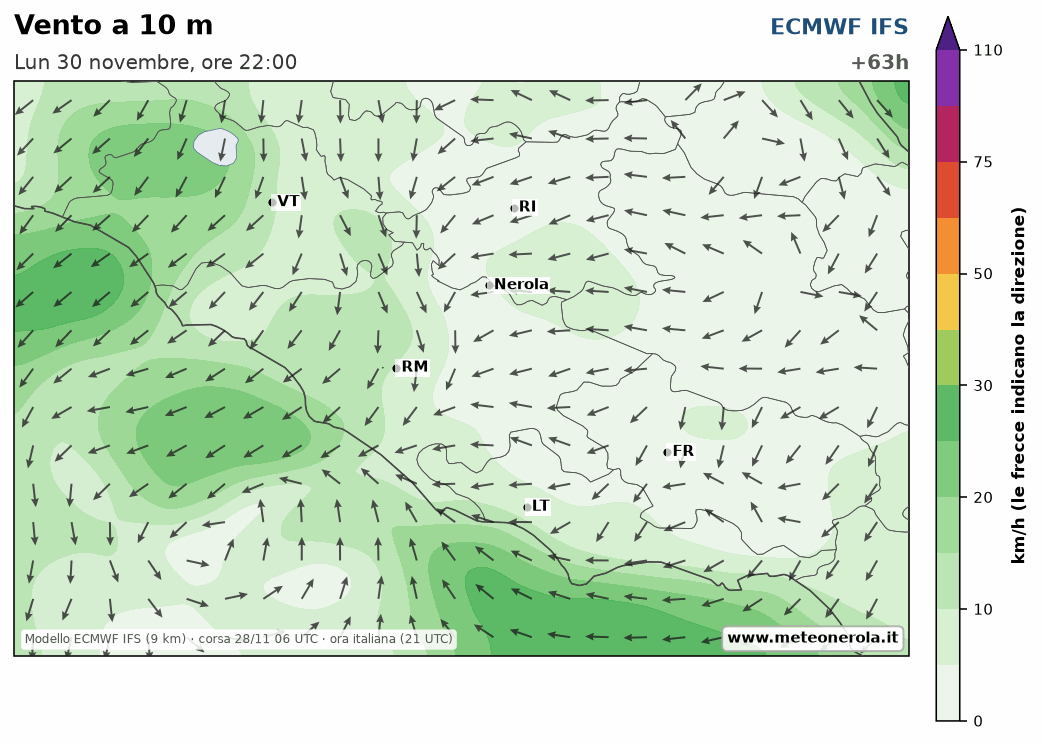 Vento a 10 m
ECMWF IFS
Lun 30 novembre, ore 22:00
+63h
VT
RI
Nerola
RM
FR
LT
Modello ECMWF IFS (9 km) · corsa 28/11 06 UTC · ora italiana (21 UTC)
www.meteonerola.it
110
75
50
30
20
10
0
km/h (le frecce indicano la direzione)